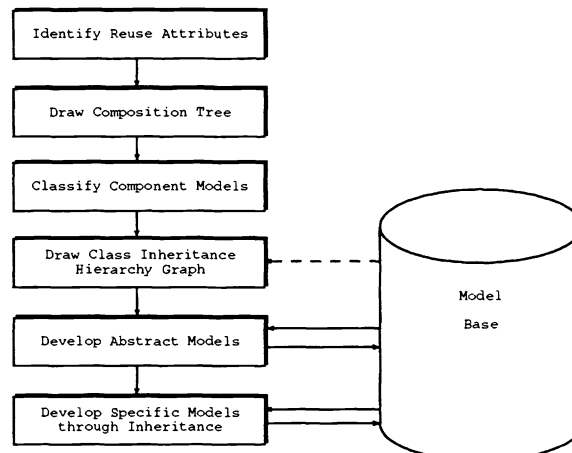 Identify Reuse Attributes
Draw Composition Tree
Classify Component Models
Draw Class Inheritance
Hierarchy Graph
Develop Abstract Models
Develop Specific Models
through Inheritance
Model
Base